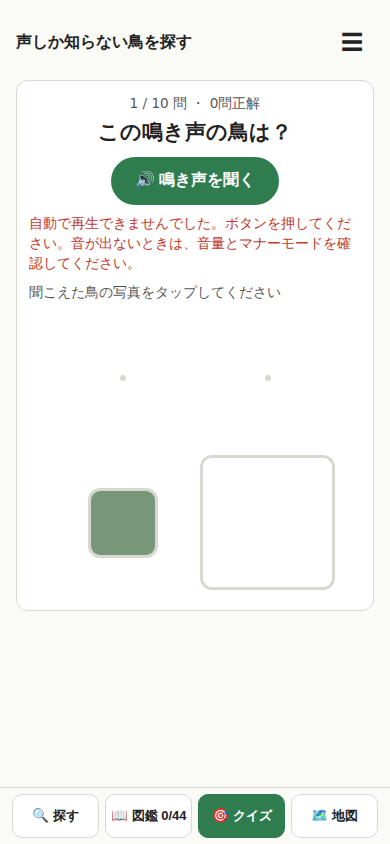 声しか知らない鳥を探す
1 / 10 問 ・ 0問正解
この鳴き声の鳥は？
🔊 鳴き声を聞く
自動で再生できませんでした。ボタンを押してくだ
さい。音が出ないときは、音量とマナーモードを確
認してください。
聞こえた鳥の写真をタップしてください
🔍 探す
📖 図鑑 0/44
🎯 クイズ
🗺️ 地図